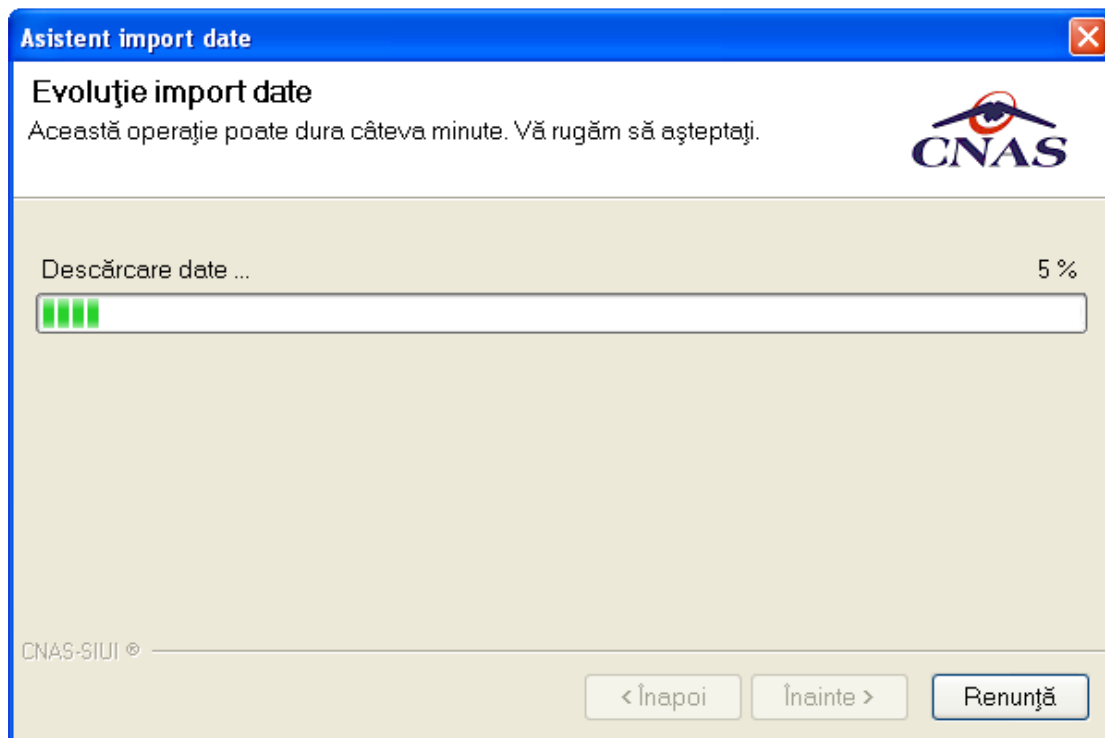 Asistent import date
Evoluţie import date
Această operaţie poate dura câteva minute. Vă rugăm să aşteptaţi.
CNAS
Descărcare date ... 5 %
CNAS-SIUI ®
< Înapoi Înainte > Renunţă